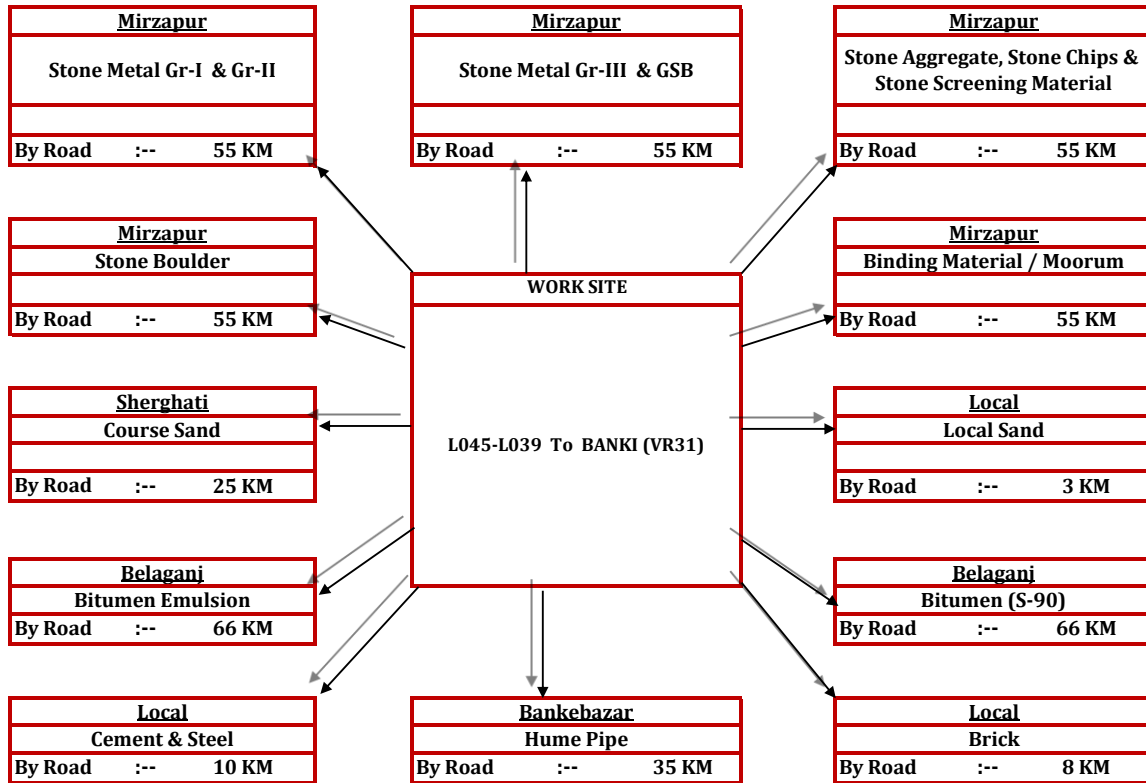 Mirzapur
Stone Metal Gr-I & Gr-II
By Road :-- 55 KM
Mirzapur
Stone Metal Gr-III & GSB
By Road :-- 55 KM
Mirzapur
Stone Aggregate, Stone Chips &
Stone Screening Material
By Road :-- 55 KM
Mirzapur
Stone Boulder
By Road :-- 55 KM
WORK SITE
L045-L039 To BANKI (VR31)
Mirzapur
Binding Material / Moorum
By Road :-- 55 KM
Sherghati
Course Sand
By Road :-- 25 KM
Local
Local Sand
By Road :-- 3 KM
Belaganj
Bitumen Emulsion
By Road :-- 66 KM
Belaganj
Bitumen (S-90)
By Road :-- 66 KM
Local
Cement & Steel
By Road :-- 10 KM
Bankebazar
Hume Pipe
By Road :-- 35 KM
Local
Brick
By Road :-- 8 KM